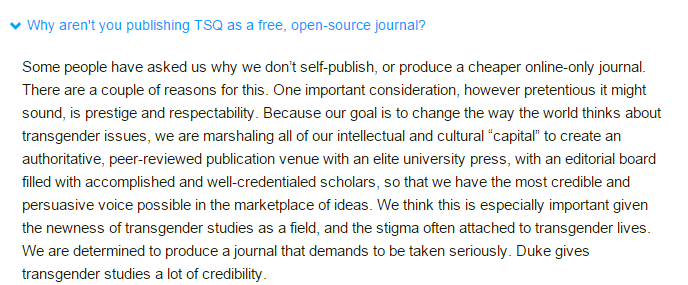 Why aren't you publishing TSQ as a free, open-source journal?
Some people have asked us why we don't self-publish, or produce a cheaper online-only journal.
There are a couple of reasons for this. One important consideration, however pretentious it might
sound, is prestige and respectability. Because our goal is to change the way the world thinks about
transgender issues, we are marshaling all of our intellectual and cultural “capital” to create an
authoritative, peer-reviewed publication venue with an elite university press, with an editorial board
filled with accomplished and well-credentialed scholars, so that we have the most credible and
persuasive voice possible in the marketplace of ideas. We think this is especially important given
the newness of transgender studies as a field, and the stigma often attached to transgender lives.
We are determined to produce a journal that demands to be taken seriously. Duke gives
transgender studies a lot of credibility.